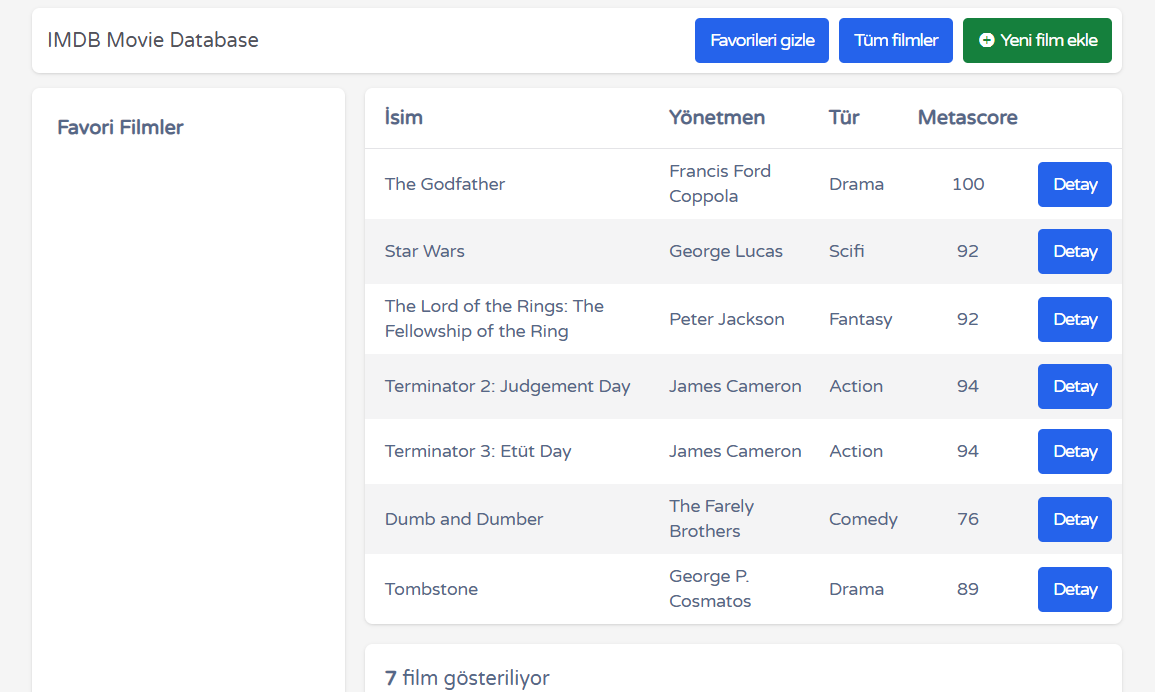 IMDB Movie Database
Favorileri gizle
Tüm filmler
Yeni film ekle
Favori Filmler
İsim Yönetmen Tür Metascore
The Godfather Francis Ford Coppola Drama 100 Detay
Star Wars George Lucas Scifi 92 Detay
The Lord of the Rings: The Fellowship of the Ring Peter Jackson Fantasy 92 Detay
Terminator 2: Judgement Day James Cameron Action 94 Detay
Terminator 3: Etüt Day James Cameron Action 94 Detay
Dumb and Dumber The Farely Brothers Comedy 76 Detay
Tombstone George P. Cosmatos Drama 89 Detay
7 film gösteriliyor